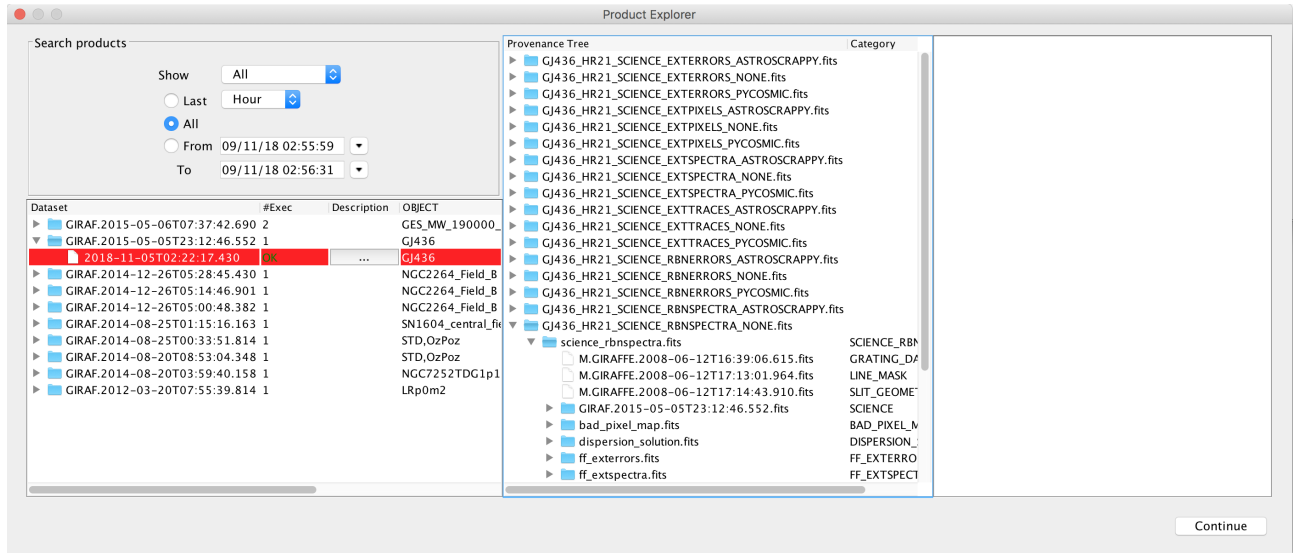 Product Explorer
Search products
Show All
Last Hour
All
From 09/11/18 02:55:59
To 09/11/18 02:56:31
Dataset #Exec Description OBJECT
GIRAF.2015-05-06T07:37:42.690 2 GES_MW_190000_
GIRAF.2015-05-05T23:12:46.552 1 GJ436
2018-11-05T02:22:17.430 OK ... GJ436
GIRAF.2014-12-26T05:28:45.430 1 NGC2264_Field_B
GIRAF.2014-12-26T05:14:46.901 1 NGC2264_Field_B
GIRAF.2014-12-26T05:00:48.382 1 NGC2264_Field_B
GIRAF.2014-08-25T01:15:16.163 1 SN1604_central_fie
GIRAF.2014-08-25T00:33:51.814 1 STD,OzPoz
GIRAF.2014-08-20T08:53:04.348 1 STD,OzPoz
GIRAF.2014-08-20T03:59:40.158 1 NGC7252TDG1p1
GIRAF.2012-03-20T07:55:39.814 1 LRp0m2
Provenance Tree Category
GJ436_HR21_SCIENCE_EXTERRORS_ASTROSCRAPPY.fits
GJ436_HR21_SCIENCE_EXTERRORS_NONE.fits
GJ436_HR21_SCIENCE_EXTERRORS_PYCOSMIC.fits
GJ436_HR21_SCIENCE_EXTPIXELS_ASTROSCRAPPY.fits
GJ436_HR21_SCIENCE_EXTPIXELS_NONE.fits
GJ436_HR21_SCIENCE_EXTPIXELS_PYCOSMIC.fits
GJ436_HR21_SCIENCE_EXTSPECTRA_ASTROSCRAPPY.fits
GJ436_HR21_SCIENCE_EXTSPECTRA_NONE.fits
GJ436_HR21_SCIENCE_EXTSPECTRA_PYCOSMIC.fits
GJ436_HR21_SCIENCE_EXTTRACES_ASTROSCRAPPY.fits
GJ436_HR21_SCIENCE_EXTTRACES_NONE.fits
GJ436_HR21_SCIENCE_EXTTRACES_PYCOSMIC.fits
GJ436_HR21_SCIENCE_RBNERRORS_ASTROSCRAPPY.fits
GJ436_HR21_SCIENCE_RBNERRORS_NONE.fits
GJ436_HR21_SCIENCE_RBNERRORS_PYCOSMIC.fits
GJ436_HR21_SCIENCE_RBNSPECTRA_ASTROSCRAPPY.fits
GJ436_HR21_SCIENCE_RBNSPECTRA_NONE.fits
science_rbnspectra.fits SCIENCE_RBN
M.GIRAFFE.2008-06-12T16:39:06.615.fits GRATING_DA
M.GIRAFFE.2008-06-12T17:13:01.964.fits LINE_MASK
M.GIRAFFE.2008-06-12T17:14:43.910.fits SLIT_GEOMET
GIRAF.2015-05-05T23:12:46.552.fits SCIENCE
bad_pixel_map.fits BAD_PIXEL_M
dispersion_solution.fits DISPERSION_
ff_exterrors.fits FF_EXTERRO
ff_extspectra.fits FF_EXTSPECT
Continue